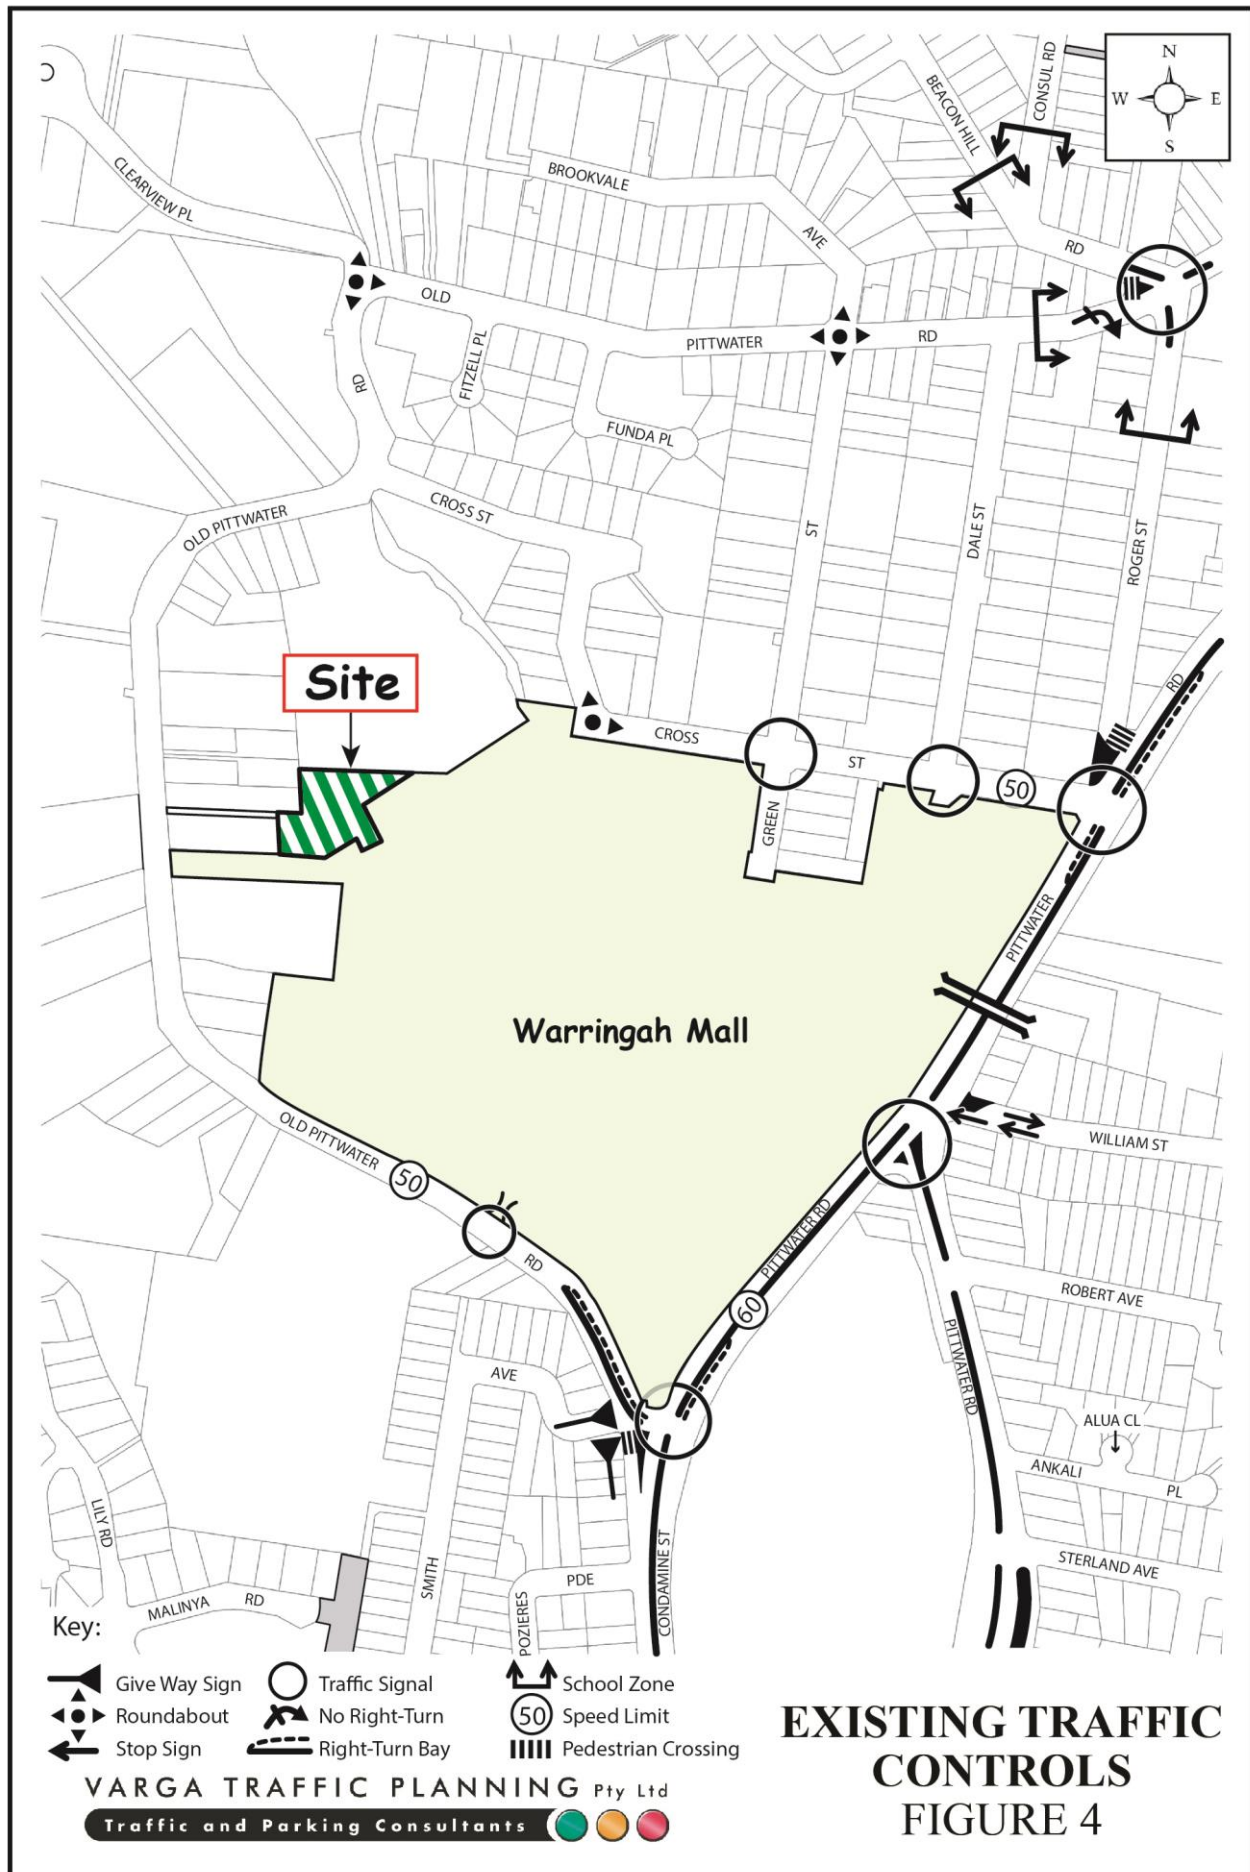 N
W E
S
CONSUL RD
BEACON HILL
RD
CLEARVIEW PL
BROOKVALE
AVE
OLD
PITTWATER
RD
FITZELL PL
RD
FUNDA PL
OLD PITTWATER
CROSS ST
ST
DALE ST
ROGER ST
Site
RD
CROSS
ST
50
GREEN
PITTWATER
Warringah Mall
OLD PITTWATER
50
RD
WILLIAM ST
PITTWATER RD
60
ROBERT AVE
PITTWATER RD
AVE
ALUA CL
ANKALI
PL
STERLAND AVE
LILY RD
MALINYA RD
SMITH
POZIERES
PDE
CONDAMINE ST
Key:
Give Way Sign
Traffic Signal
School Zone
Roundabout
No Right-Turn
50 Speed Limit
Stop Sign
Right-Turn Bay
Pedestrian Crossing
VARGA TRAFFIC PLANNING Pty Ltd
Traffic and Parking Consultants
EXISTING TRAFFIC
CONTROLS
FIGURE 4